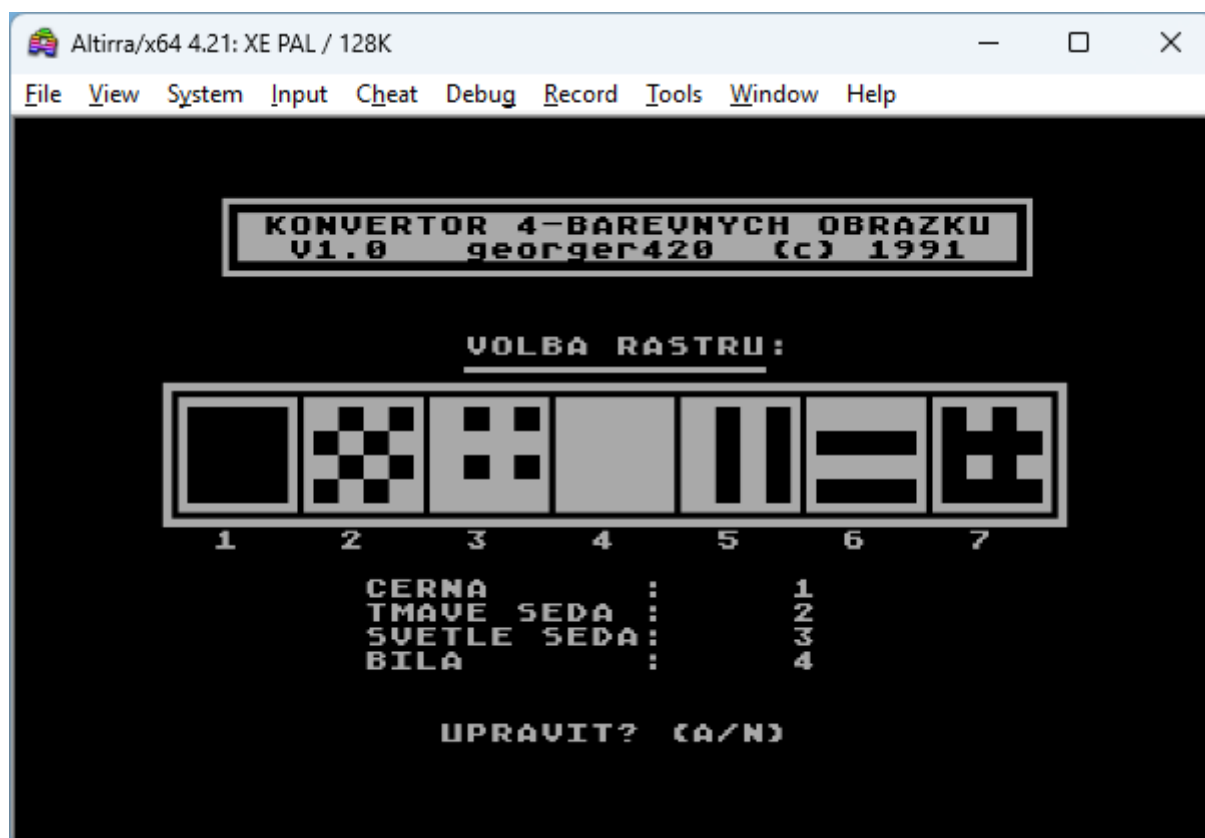 Altirra/x64 4.21: XE PAL / 128K
File View System Input Cheat Debug Record Tools Window Help
KONVERTOR 4-BAREVNYCH OBRAZKU
V1.0 georger420 (c) 1991
VOLBA RASTRU:
1 2 3 4 5 6 7
CERNA : 1
TMAVE SEDA : 2
SVETLE SEDA: 3
BILA : 4
UPRAVIT? (A/N)